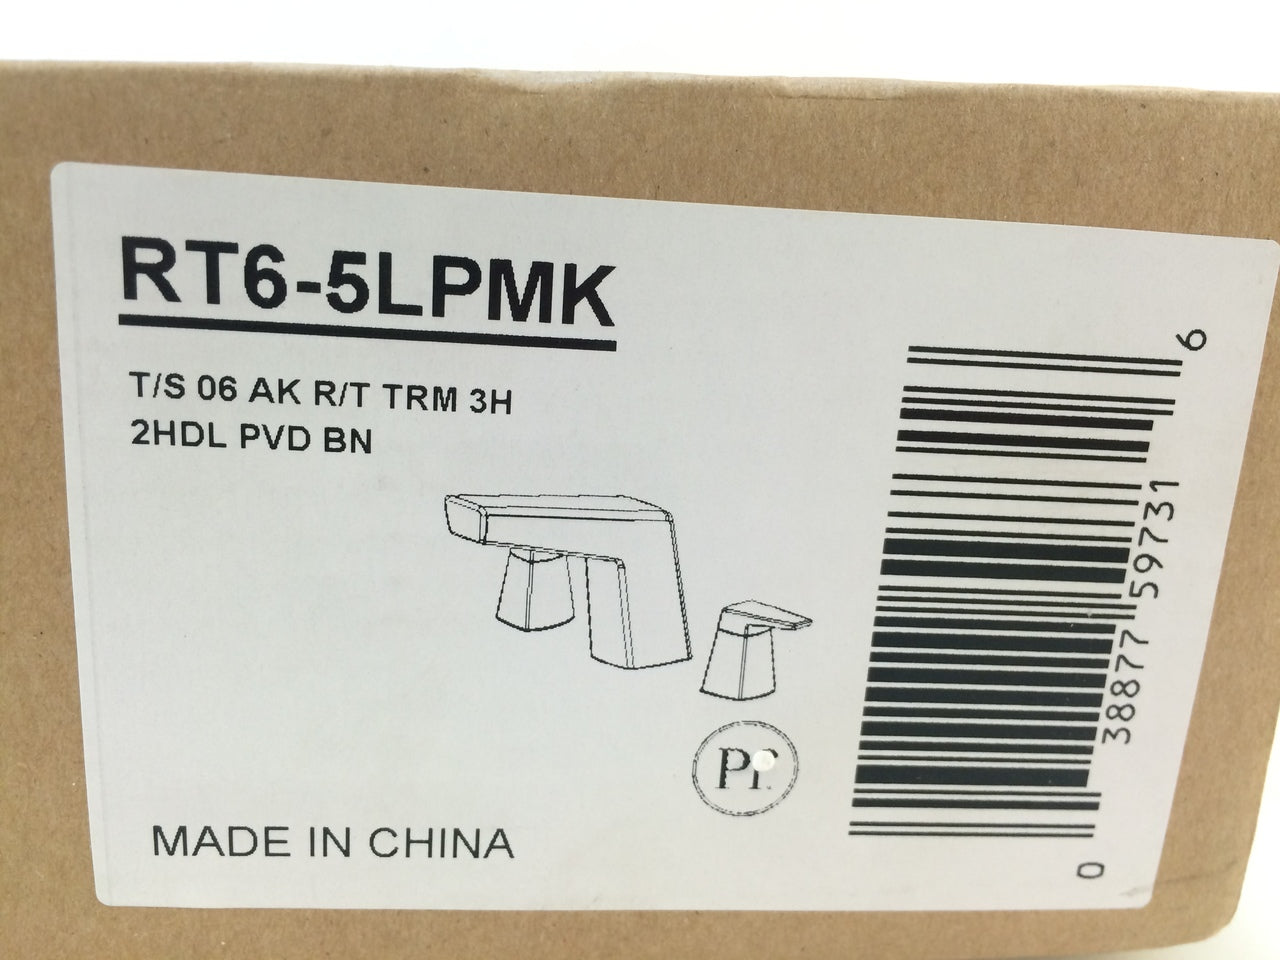 RT6-5LPMK
T/S 06 AK R/T TRM 3H
2HDL PVD BN
Pf
MADE IN CHINA
0 38877 59731 6